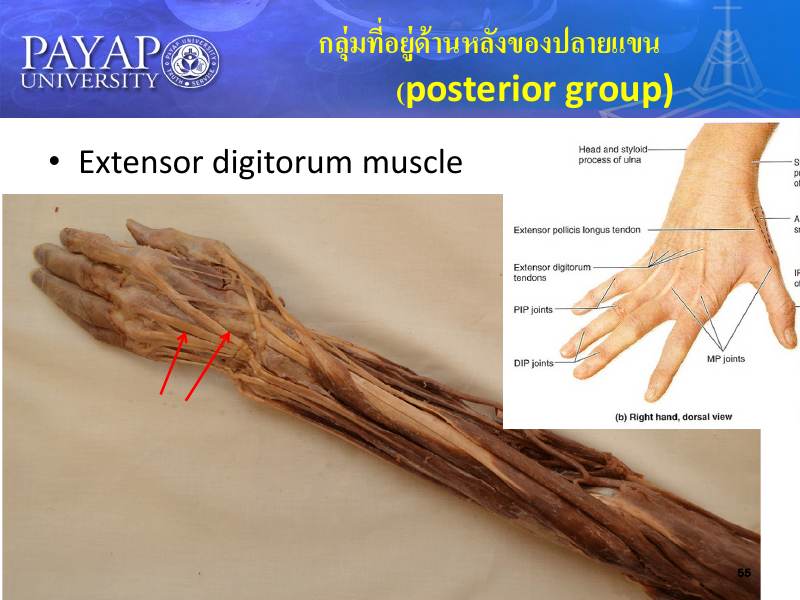 PAYAP
UNIVERSITY
กลุ่มที่อยู่ด้านหลังของปลายแขน
(posterior group)
• Extensor digitorum muscle
Head and styloid
process of ulna
Extensor pollicis longus tendon
Extensor digitorum
tendons
PIP joints
DIP joints
MP joints
(b) Right hand, dorsal view
55